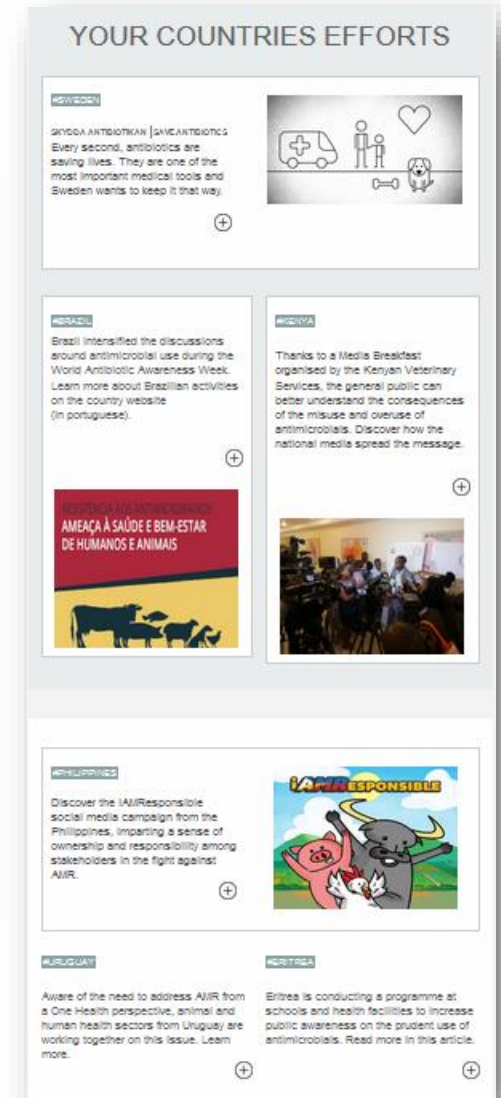 YOUR COUNTRIES EFFORTS
#SWEDEN
SKYDDA ANTIBIOTIKAN | SAVEANTIBIOTICS
Every second, antibiotics are
saving lives. They are one of the
most important medical tools and
Sweden wants to keep it that way.
#BRAZIL
Brazil intensified the discussions
around antimicrobial use during the
World Antibiotic Awareness Week.
Learn more about Brazilian activities
on the country website
(in portuguese).
RESISTÊNCIA AOS ANTIMICROBIANOS
AMEAÇA À SAÚDE E BEM-ESTAR
DE HUMANOS E ANIMAIS
#KENYA
Thanks to a Media Breakfast
organised by the Kenyan Veterinary
Services, the general public can
better understand the consequences
of the misuse and overuse of
antimicrobials. Discover how the
national media spread the message.
#PHILIPPINES
Discover the IAMResponsible
social media campaign from the
Philippines, imparting a sense of
ownership and responsibility among
stakeholders in the fight against
AMR.
iAMRESPONSIBLE
#URUGUAY
Aware of the need to address AMR from
a One Health perspective, animal and
human health sectors from Uruguay are
working together on this issue. Learn
more.
#ERITREA
Eritrea is conducting a programme at
schools and health facilities to increase
public awareness on the prudent use of
antimicrobials. Read more in this article.